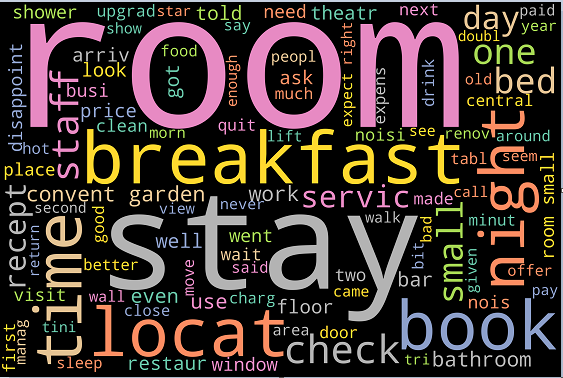 shower
upgrad
star
told
need
theatr
next
day
paid
year
show
say
doubl
room
arriv
look
busi
food
got
enough
peopl
ask
much
right
expect
expens
drink
old
one
bed
central
disappoint
staff
price
clean
morn
quit
lift
noisi
see
renov
around
hot
place
breakfast
tabl
seem
night
small
room
recept
convent garden
work
servic
made
call
second
return
time
good
view
never
stay
walk
well
went
wait
said
better
move
two
came
bar
bit
bad
small
minut
given
offer
pay
visit
wall
even
use
charg
floor
nois
book
close
tini
locat
area
door
check
first
manag
sleep
restaur
window
tri
bathroom